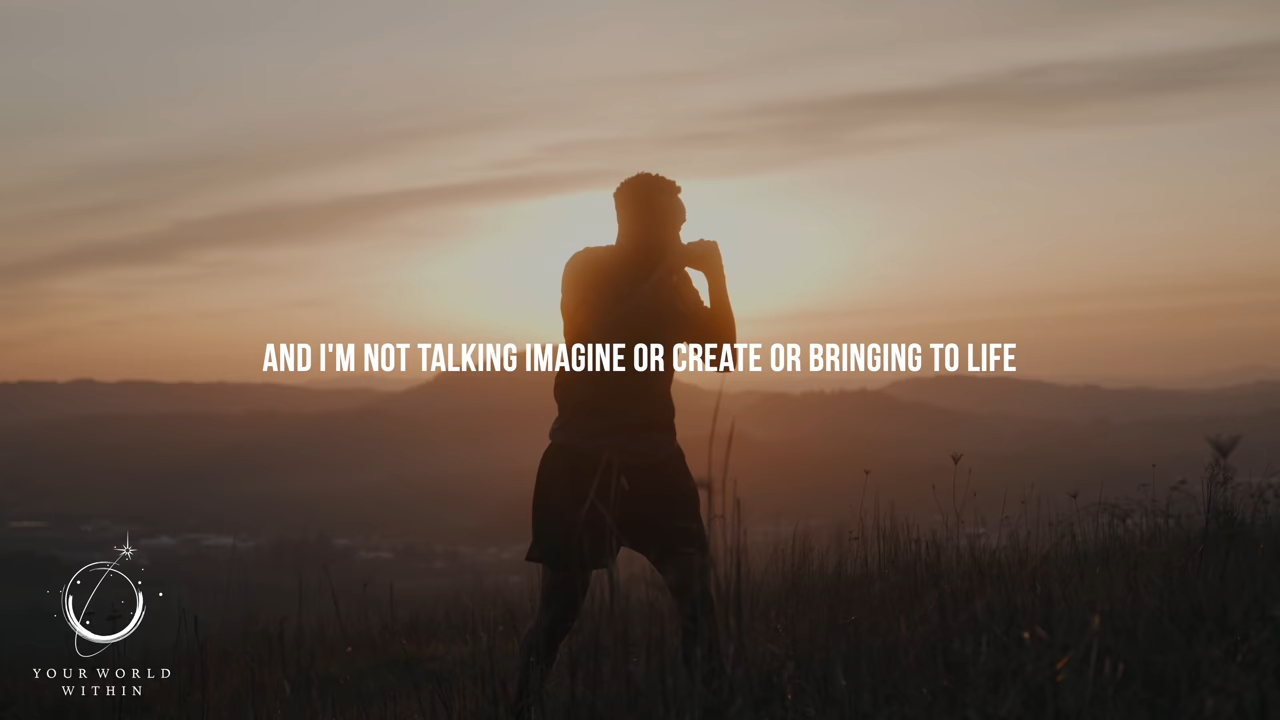 AND I'M NOT TALKING IMAGINE OR CREATE OR BRINGING TO LIFE
YOUR WORLD
WITHIN